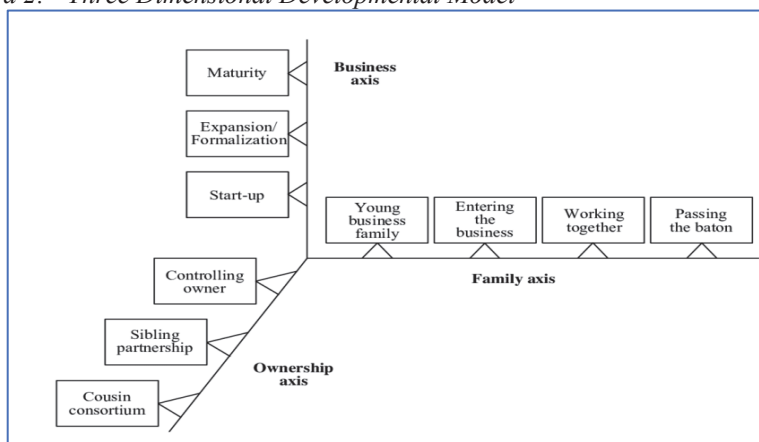 2. Three Dimensional Developmental Model
Maturity
Business
axis
Expansion/
Formalization
Start-up
Young
business
family
Entering
the
business
Working
together
Passing
the baton
Controlling
owner
Family axis
Sibling
partnership
Ownership
axis
Cousin
consortium